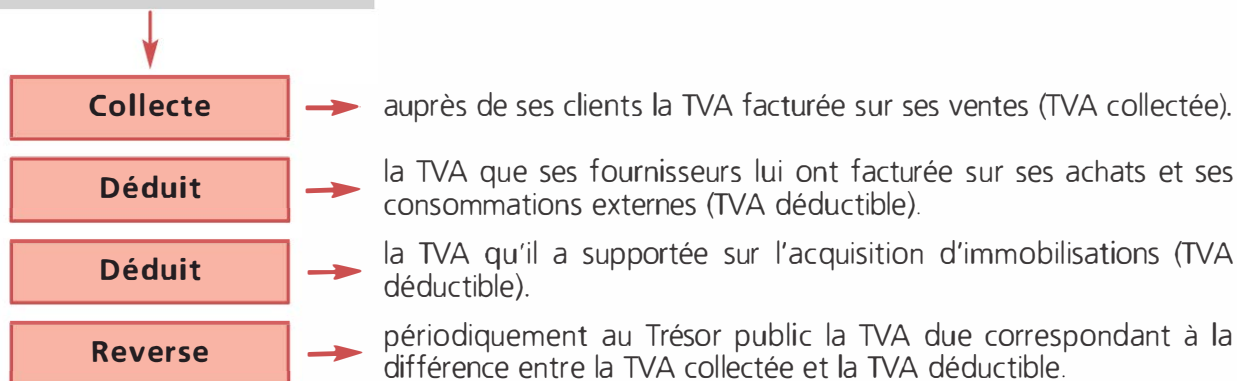 Collecte
auprès de ses clients la TVA facturée sur ses ventes (TVA collectée).
Déduit
la TVA que ses fournisseurs lui ont facturée sur ses achats et ses
consommations externes (TVA déductible).
Déduit
la TVA qu'il a supportée sur l'acquisition d'immobilisations (TVA
déductible).
Reverse
périodiquement au Trésor public la TVA due correspondant à la
différence entre la TVA collectée et la TVA déductible.